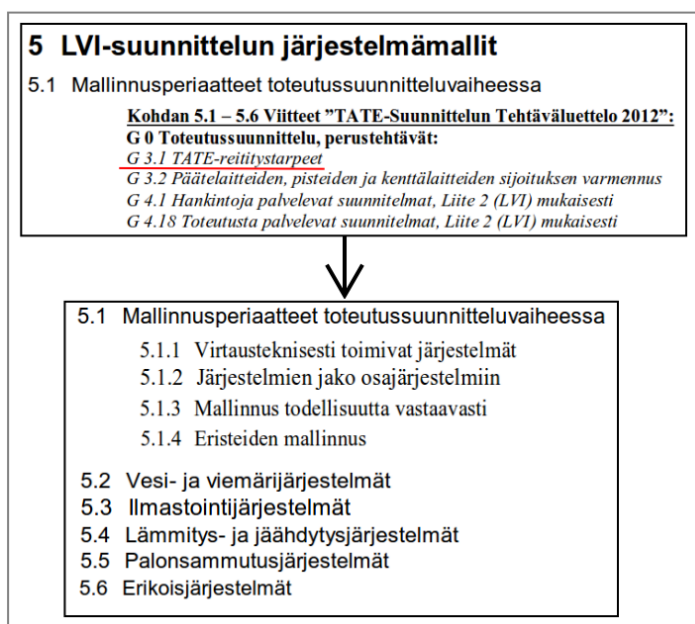 5 LVI-suunnittelun järjestelmämallit
5.1 Mallinnusperiaatteet toteutussuunnitteluvaiheessa
Kohdan 5.1 – 5.6 Viitteet ”TATE-Suunnittelun Tehtäväluettelo 2012”:
G 0 Toteutussuunnittelu, perustehtävät:
G 3.1 TATE-reititystarpeet
G 3.2 Päätelaitteiden, pisteiden ja kenttälaitteiden sijoituksen varmennus
G 4.1 Hankintoja palvelevat suunnitelmat, Liite 2 (LVI) mukaisesti
G 4.18 Toteutusta palvelevat suunnitelmat, Liite 2 (LVI) mukaisesti
5.1 Mallinnusperiaatteet toteutussuunnitteluvaiheessa
5.1.1 Virtausteknisesti toimivat järjestelmät
5.1.2 Järjestelmien jako osajärjestelmiin
5.1.3 Mallinnus todellisuutta vastaavasti
5.1.4 Eristeiden mallinnus
5.2 Vesi- ja viemärijärjestelmät
5.3 Ilmastointijärjestelmät
5.4 Lämmitys- ja jäähdytysjärjestelmät
5.5 Palonsammutusjärjestelmät
5.6 Erikoisjärjestelmät